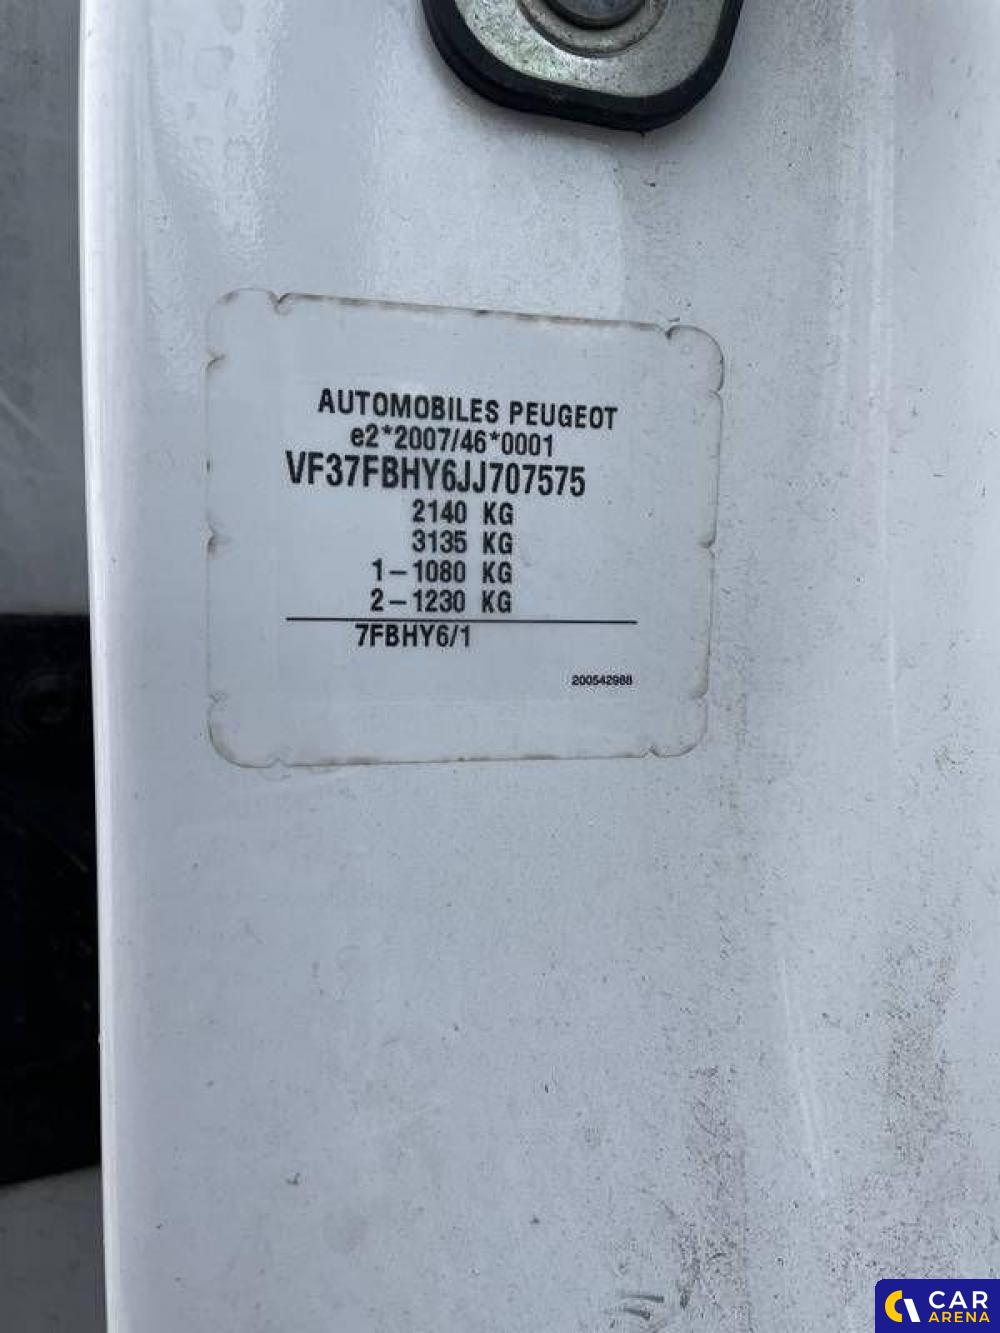 AUTOMOBILES PEUGEOT
e2*2007/46*0001
VF37FBHY6JJ707575
2140 KG
3135 KG
1-1080 KG
2-1230 KG
7FBHY6/1
200542988
CAR
ARENA